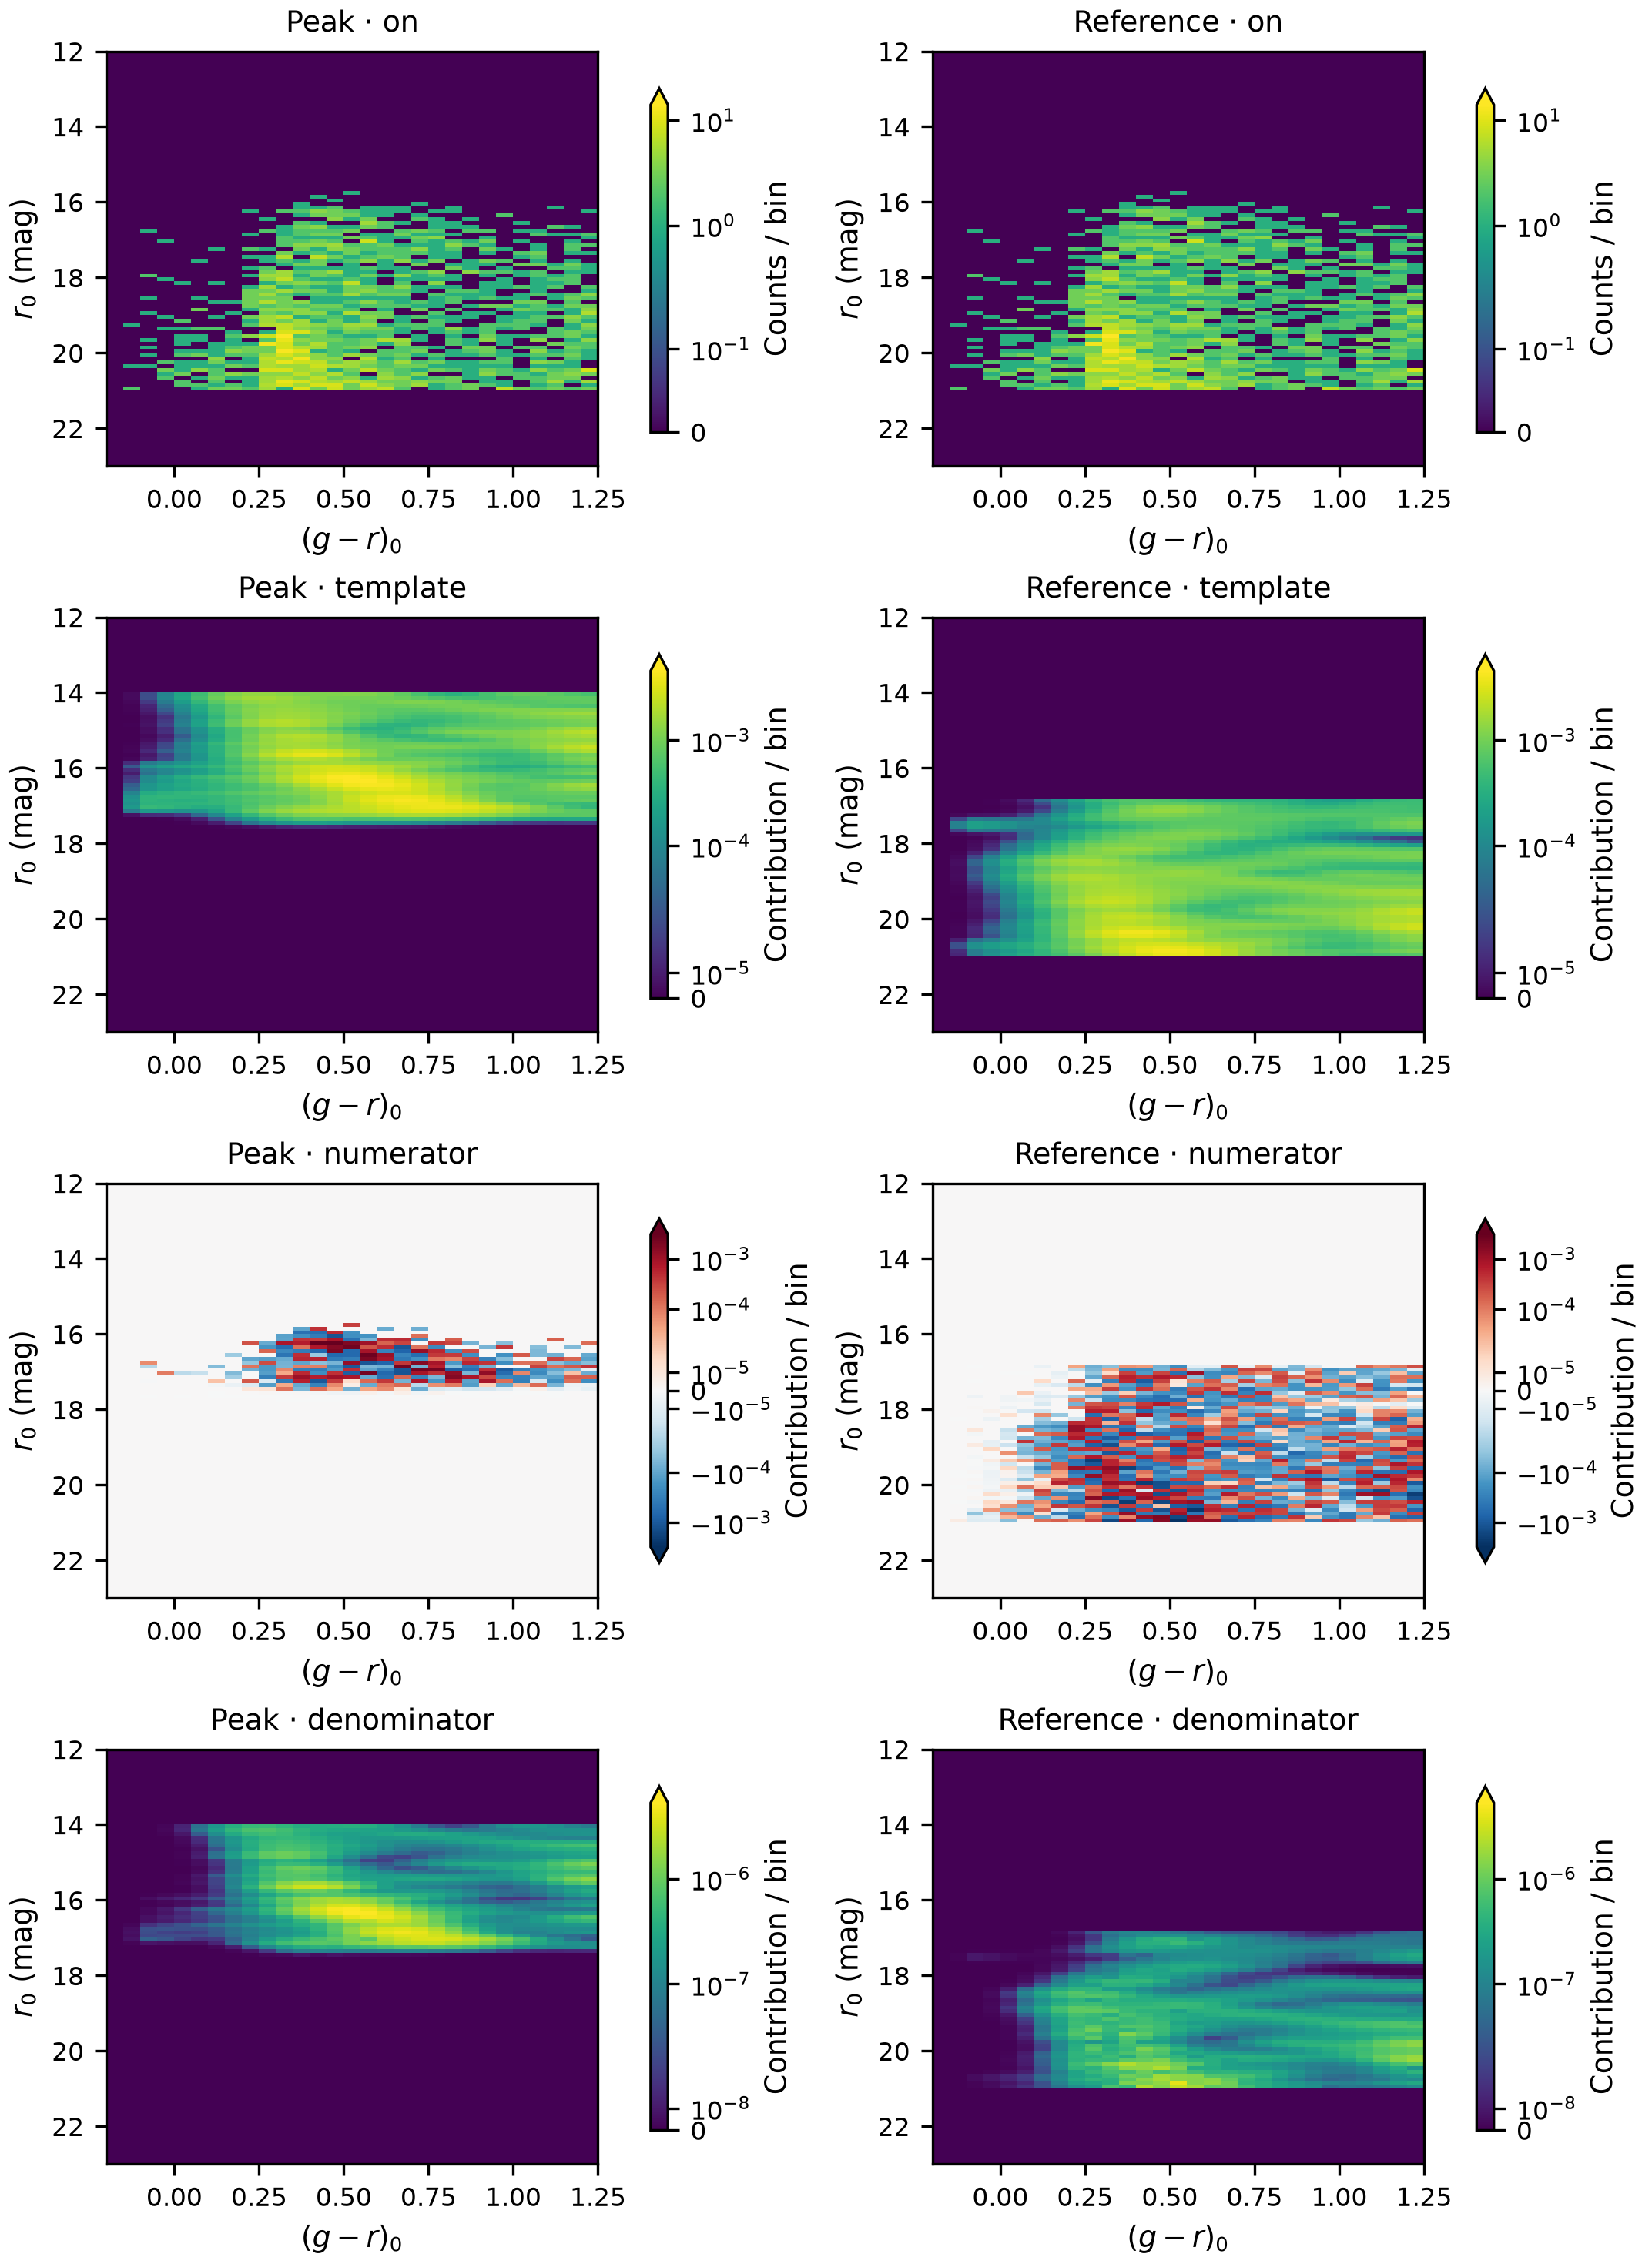 Peak · on
Reference · on
12
14
16
18
20
22
r₀ (mag)
0.00 0.25 0.50 0.75 1.00 1.25
(g − r)₀
10¹
10⁰
10⁻¹
0
Counts / bin
12
14
16
18
20
22
r₀ (mag)
0.00 0.25 0.50 0.75 1.00 1.25
(g − r)₀
10¹
10⁰
10⁻¹
0
Counts / bin
Peak · template
Reference · template
12
14
16
18
20
22
r₀ (mag)
0.00 0.25 0.50 0.75 1.00 1.25
(g − r)₀
10⁻³
10⁻⁴
10⁻⁵
0
Contribution / bin
12
14
16
18
20
22
r₀ (mag)
0.00 0.25 0.50 0.75 1.00 1.25
(g − r)₀
10⁻³
10⁻⁴
10⁻⁵
0
Contribution / bin
Peak · numerator
Reference · numerator
12
14
16
18
20
22
r₀ (mag)
0.00 0.25 0.50 0.75 1.00 1.25
(g − r)₀
10⁻³
10⁻⁴
10⁻⁵
0
−10⁻⁵
−10⁻⁴
−10⁻³
Contribution / bin
12
14
16
18
20
22
r₀ (mag)
0.00 0.25 0.50 0.75 1.00 1.25
(g − r)₀
10⁻³
10⁻⁴
10⁻⁵
0
−10⁻⁵
−10⁻⁴
−10⁻³
Contribution / bin
Peak · denominator
Reference · denominator
12
14
16
18
20
22
r₀ (mag)
0.00 0.25 0.50 0.75 1.00 1.25
(g − r)₀
10⁻⁶
10⁻⁷
10⁻⁸
0
Contribution / bin
12
14
16
18
20
22
r₀ (mag)
0.00 0.25 0.50 0.75 1.00 1.25
(g − r)₀
10⁻⁶
10⁻⁷
10⁻⁸
0
Contribution / bin